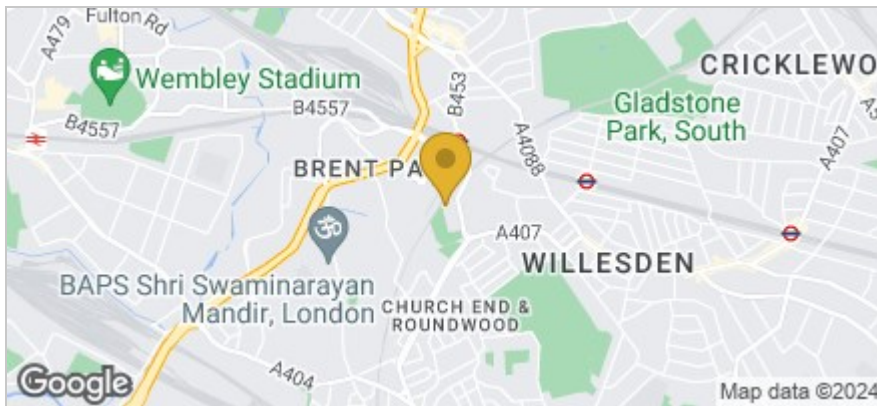 Fulton Rd
A479
Wembley Stadium
B4557
B4557
B453
CRICKLEWO
Gladstone
Park, South
A5
A407
A4088
BRENT PA
A407
WILLESDEN
BAPS Shri Swaminarayan
Mandir, London
CHURCH END &
ROUNDWOOD
A404
Google
Map data ©2024